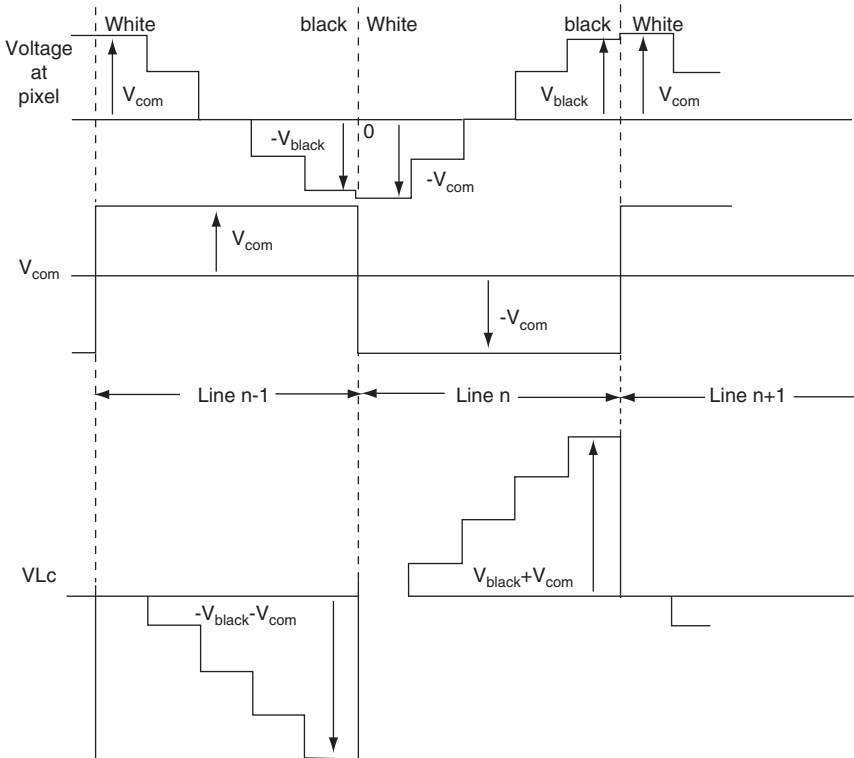 White black White black White
Voltage
at
pixel
V_com V_black V_com
-V_black 0
-V_com
V_com
V_com
-V_com
Line n-1 Line n Line n+1
VLc
V_black+V_com
-V_black-V_com